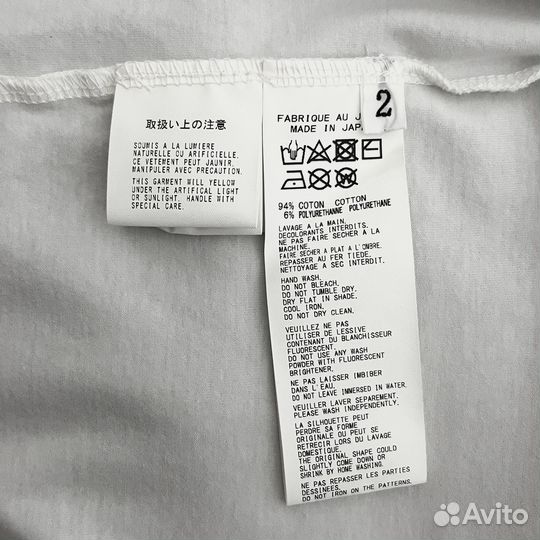 取扱い上の注意
SOUMIS A LA LUMIERE
NATURELLE OU ARIFICIELLE.
CE VETEMENT PEUT JAUNIR.
MANIPULER AVEC PRECAUTION.
THIS GARMENT WILL YELLOW
UNDER THE ARTIFICAL LIGHT
OR SUNLIGHT. HANDLE WITH
SPECIAL CARE.
2
FABRIQUE AU
MADE IN JAPA
94% COTON COTTON
6% POLYURETHANNE POLYURETHANE
LAVAGE A LA MAIN.
DECOLORANTS INTERDITS.
NE PAS FAIRE SECHER A LA
MACHINE.
FAIRE SECHER A PLAT A L'OMBRE.
REPASSER AU FER TIEDE.
NETTOYAGE A SEC INTERDIT.
HAND WASH.
DO NOT BLEACH.
DO NOT TUMBLE DRY.
DRY FLAT IN SHADE.
COOL IRON.
DO NOT DRY CLEAN.
VEUILLEZ NE PAS
UTILISER DE LESSIVE
CONTENANT DU BLANCHISSEUR
FLUORESCENT.
DO NOT USE ANY WASH
POWDER WITH FLUORESCENT
BRIGHTENER.
NE PAS LAISSER IMBIBER
DANS L'EAU.
DO NOT LEAVE IMMERSED IN WATER.
VEUILLER LAVER SEPAREMENT.
PLEASE WASH INDEPENDENTLY.
LA SILHOUETTE PEUT
PERDRE SA FORME
ORIGINALE OU PEUT SE
RETRECIR LORS DU LAVAGE
DOMESTIQUE.
THE ORIGINAL SHAPE COULD
SLIGHTLY COME DOWN OR
SHRINK BY HOME WASHING.
NE PAS REPASSER LES PARTIES
DESSINEES.
DO NOT IRON ON THE PATTERNS.
Avito